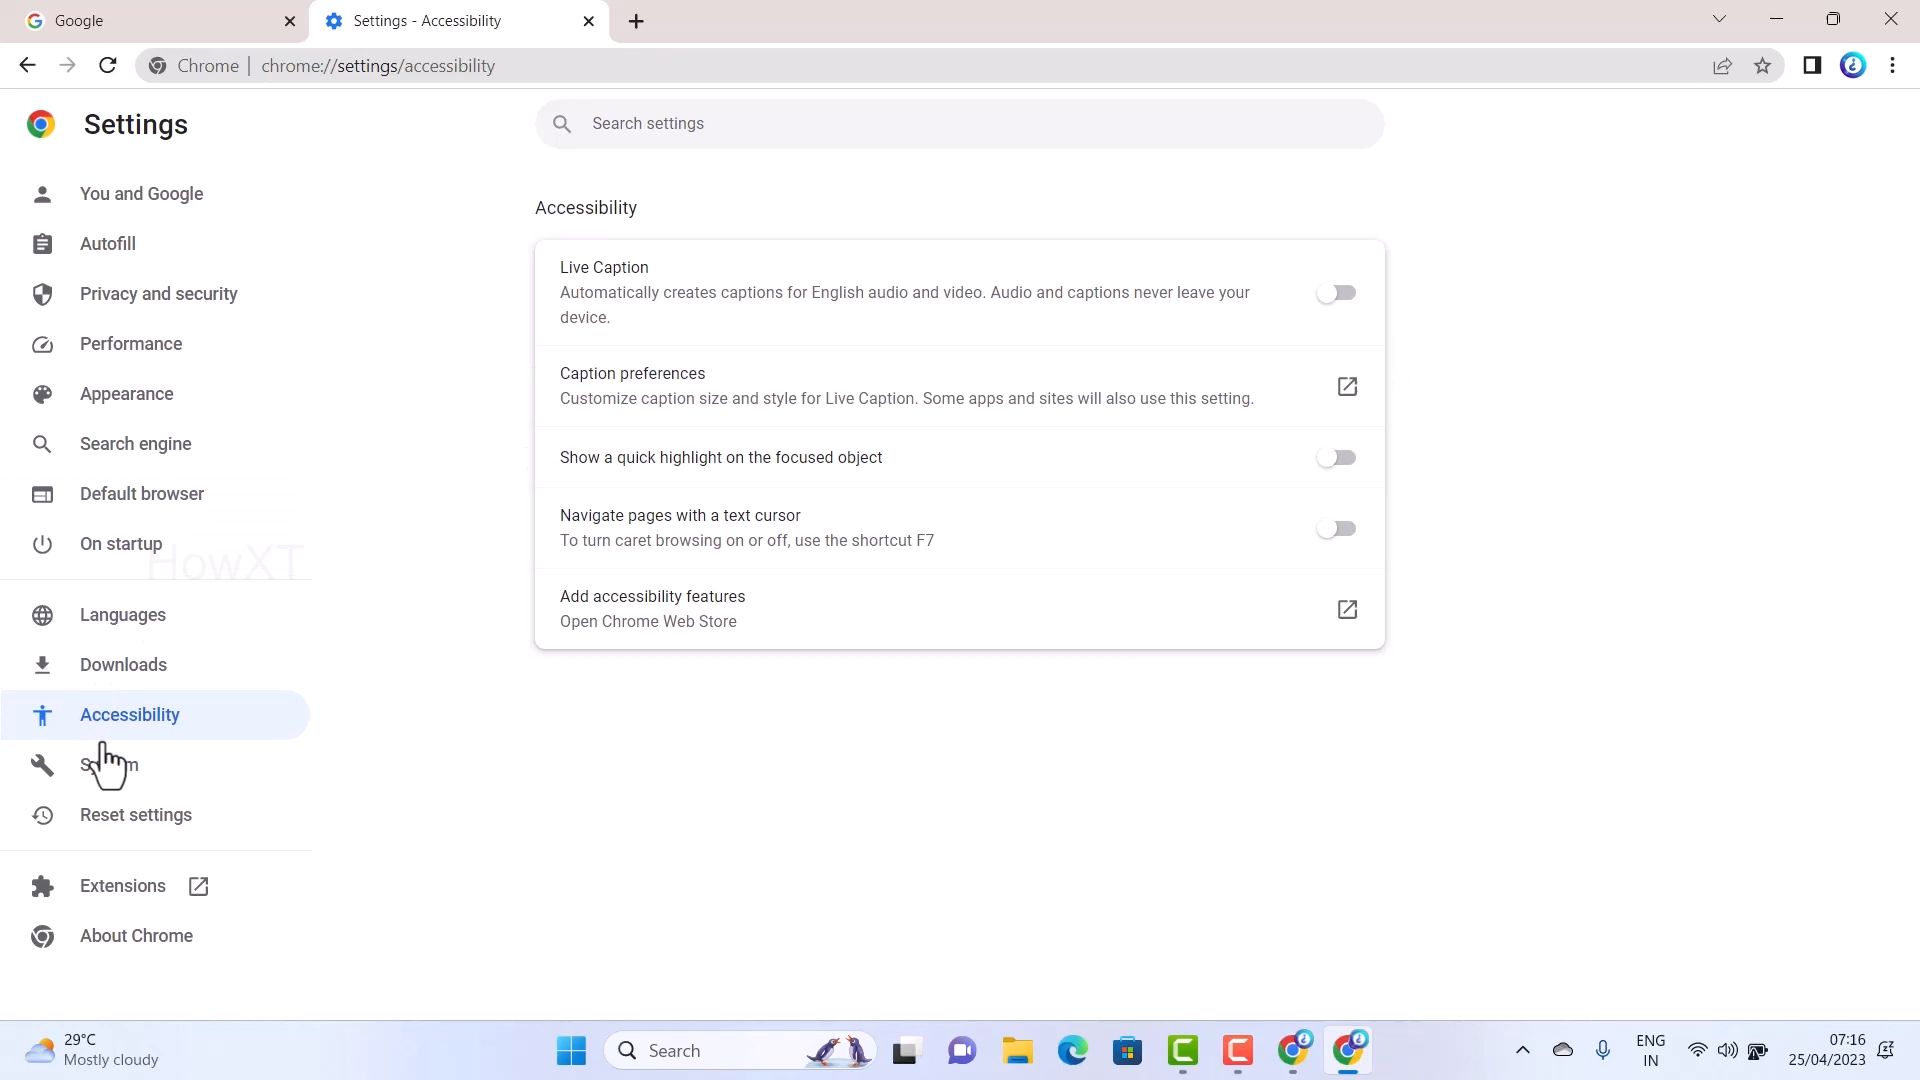 Google
Settings - Accessibility
Chrome | chrome://settings/accessibility
Settings
Search settings
You and Google
Autofill
Privacy and security
Performance
Appearance
Search engine
Default browser
On startup
HowXT
Languages
Downloads
Accessibility
Reset settings
Extensions
About Chrome
Accessibility
Live Caption
Automatically creates captions for English audio and video. Audio and captions never leave your
device.
Caption preferences
Customize caption size and style for Live Caption. Some apps and sites will also use this setting.
Show a quick highlight on the focused object
Navigate pages with a text cursor
To turn caret browsing on or off, use the shortcut F7
Add accessibility features
Open Chrome Web Store
29°C
Mostly cloudy
Search
ENG
IN
07:16
25/04/2023